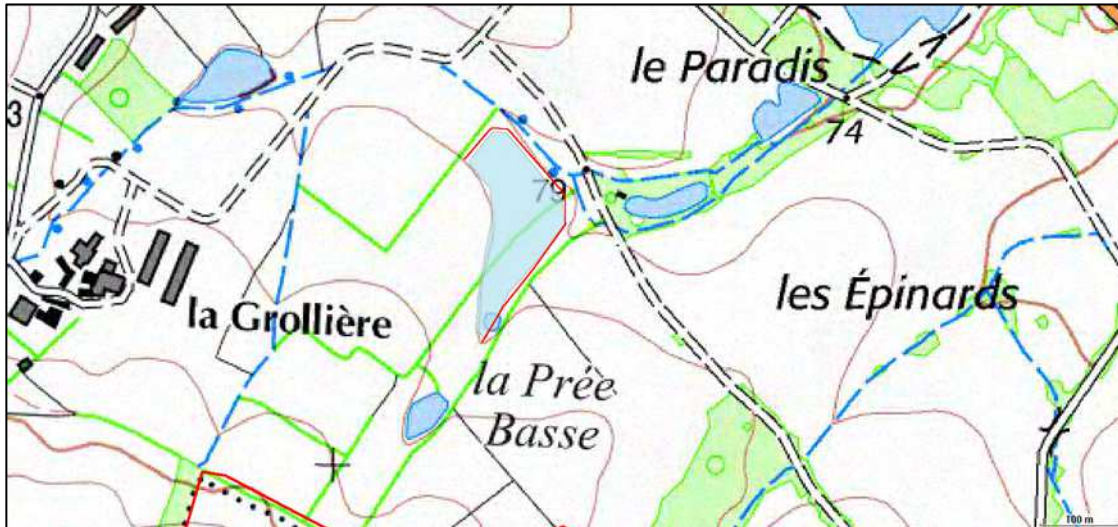 le Paradis
3
74
79
les Épinards
la Grollière
la Prée
Basse
100 m